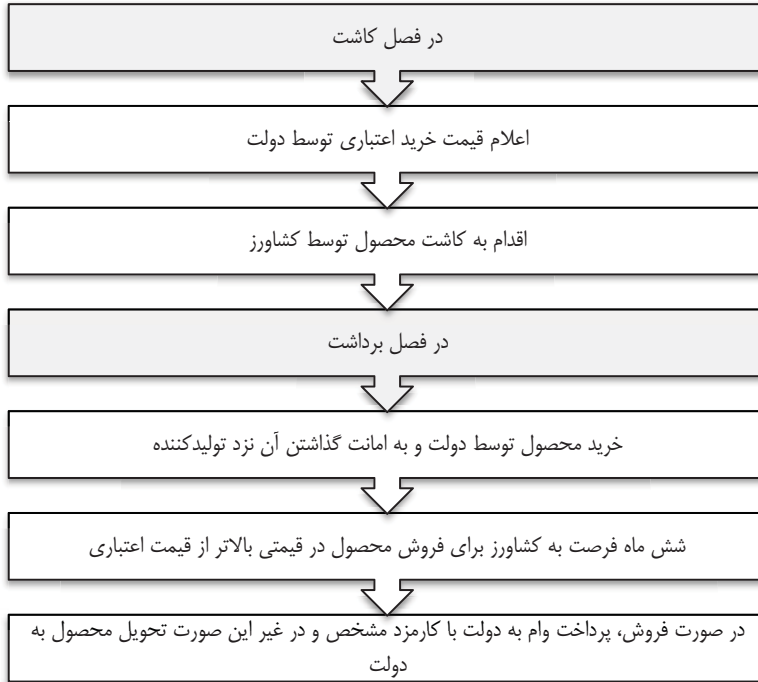 در فصل کاشت
اعلام قیمت خرید اعتباری توسط دولت
اقدام به کاشت محصول توسط کشاورز
در فصل برداشت
خرید محصول توسط دولت و به امانت گذاشتن آن نزد تولیدکننده
شش ماه فرصت به کشاورز برای فروش محصول در قیمتی بالاتر از قیمت اعتباری
در صورت فروش، پرداخت وام به دولت با کارمزد مشخص و در غیر این صورت تحویل محصول به
دولت